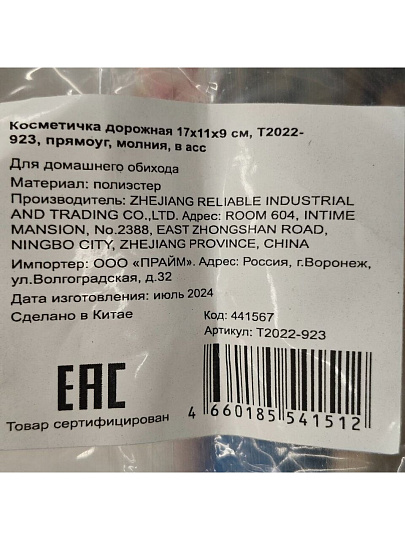 Косметичка дорожная 17х11х9 см, Т2022-
923, прямоуг, молния, в асс
Для домашнего обихода
Материал: полиэстер
Производитель: ZHEJIANG RELIABLE INDUSTRIAL
AND TRADING CO.,LTD. Адрес: ROOM 604, INTIME
MANSION, No.2388, EAST ZHONGSHAN ROAD,
NINGBO CITY, ZHEJIANG PROVINCE, CHINA
Импортер: ООО «ПРАЙМ». Адрес: Россия, г.Воронеж,
ул.Волгоградская, д.32
Дата изготовления: июль 2024
Сделано в Китае
Код: 441567
Артикул: Т2022-923
ЕАС
Товар сертифицирован
4 660185 541512